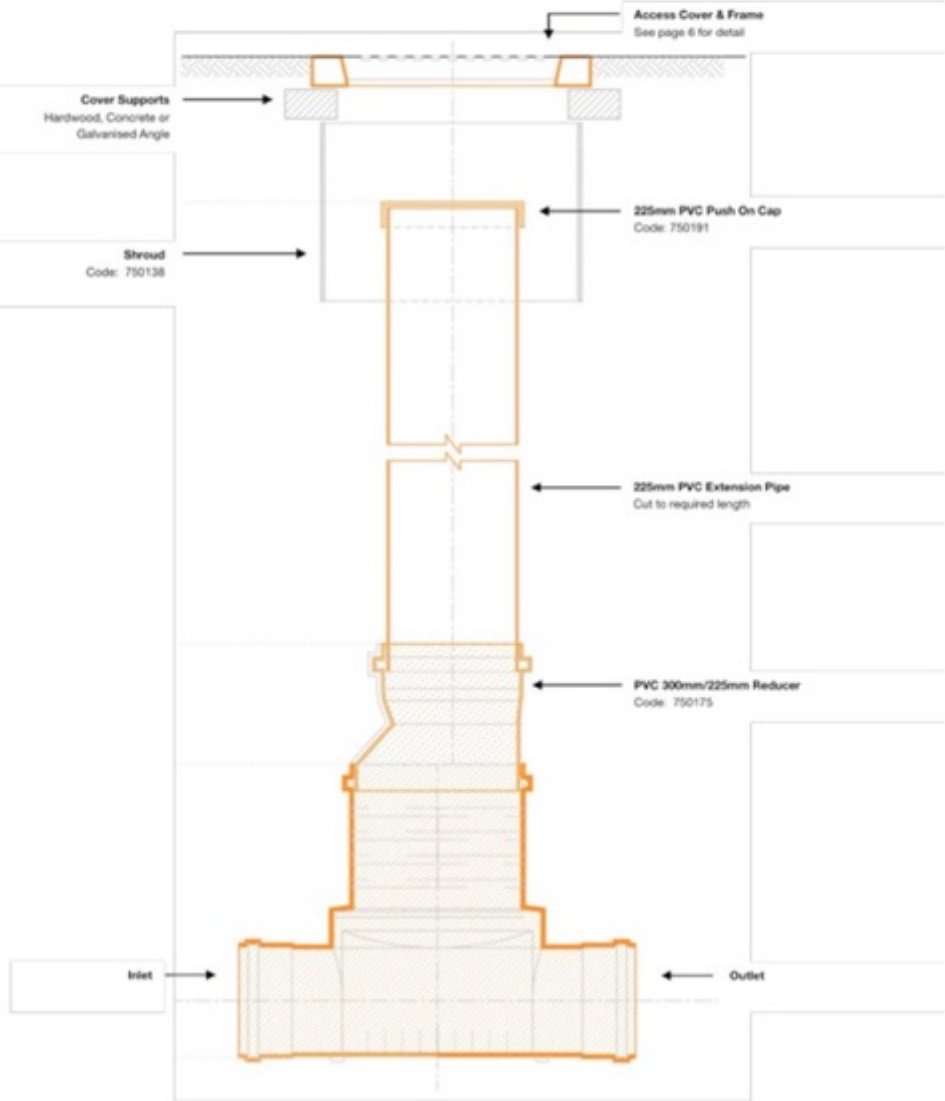 Access Cover & Frame
See page 6 for detail
Cover Supports
Hardwood, Concrete or
Galvanised Angle
225mm PVC Push On Cap
Code: 750191
Shroud
Code: 750138
225mm PVC Extension Pipe
Cut to required length
PVC 300mm/225mm Reducer
Code: 750175
Inlet
Outlet